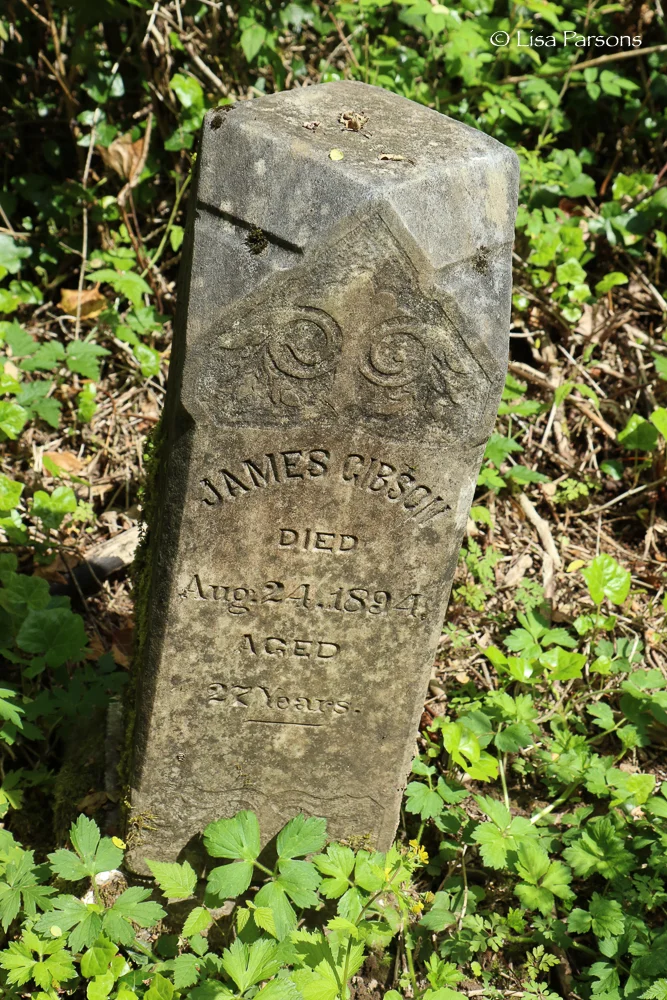 © Lisa Parsons
JAMES GIBSON
DIED
Aug. 24. 1894.
AGED
27 Years.